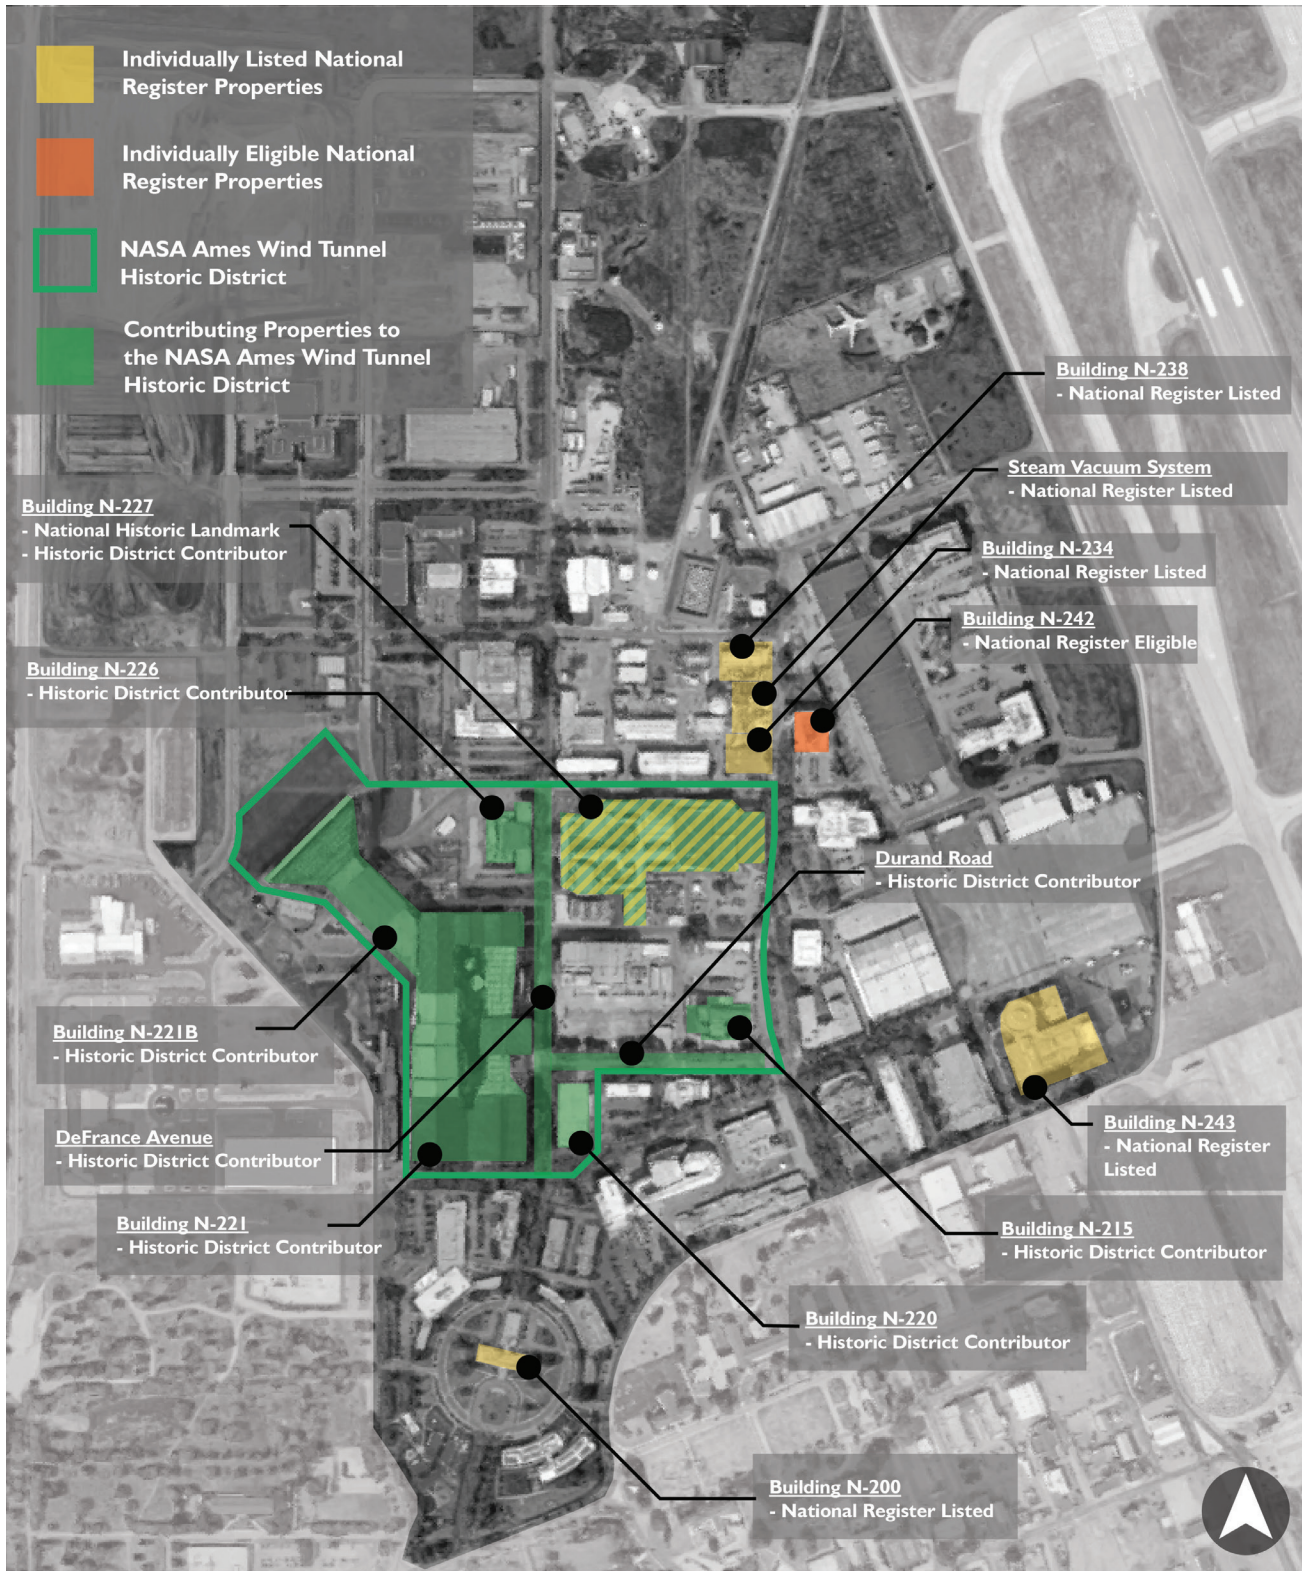 Individually Listed National
Register Properties
Individually Eligible National
Register Properties
NASA Ames Wind Tunnel
Historic District
Contributing Properties to
the NASA Ames Wind Tunnel
Historic District
Building N-238
- National Register Listed
Steam Vacuum System
- National Register Listed
Building N-227
- National Historic Landmark
- Historic District Contributor
Building N-234
- National Register Listed
Building N-242
- National Register Eligible
Building N-226
- Historic District Contributor
Durand Road
- Historic District Contributor
Building N-221B
- Historic District Contributor
DeFrance Avenue
- Historic District Contributor
Building N-243
- National Register
Listed
Building N-221
- Historic District Contributor
Building N-215
- Historic District Contributor
Building N-220
- Historic District Contributor
Building N-200
- National Register Listed